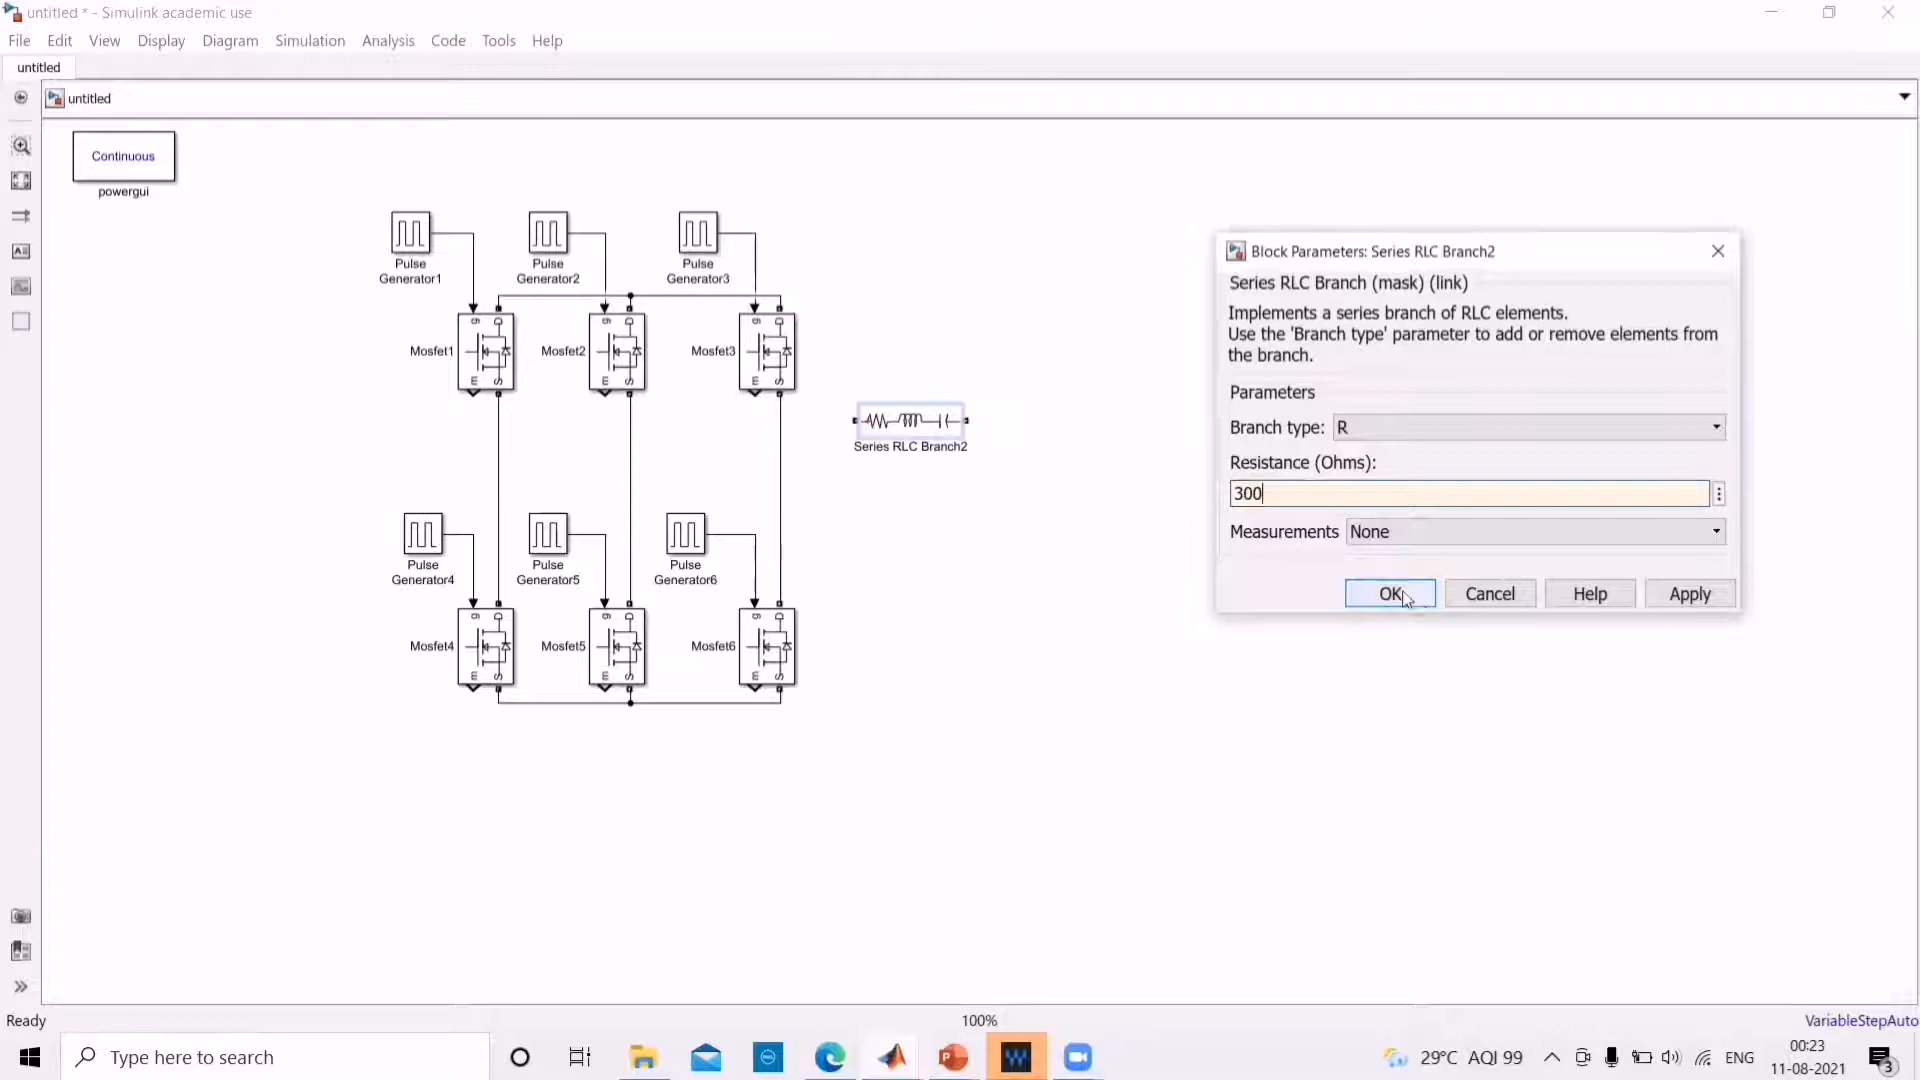 untitled * - Simulink academic use
File Edit View Display Diagram Simulation Analysis Code Tools Help
untitled
untitled
Continuous
powergui
Pulse
Generator1
Pulse
Generator2
Pulse
Generator3
g D
Mosfet1
m S
g D
Mosfet2
m S
g D
Mosfet3
m S
Series RLC Branch2
Pulse
Generator4
Pulse
Generator5
Pulse
Generator6
g D
Mosfet4
m S
g D
Mosfet5
m S
g D
Mosfet6
m S
Block Parameters: Series RLC Branch2
Series RLC Branch (mask) (link)
Implements a series branch of RLC elements.
Use the 'Branch type' parameter to add or remove elements from
the branch.
Parameters
Branch type: R
Resistance (Ohms):
300
Measurements None
OK Cancel Help Apply
Ready 100% VariableStepAuto
Type here to search
29°C AQI 99 ENG
00:23
11-08-2021
3